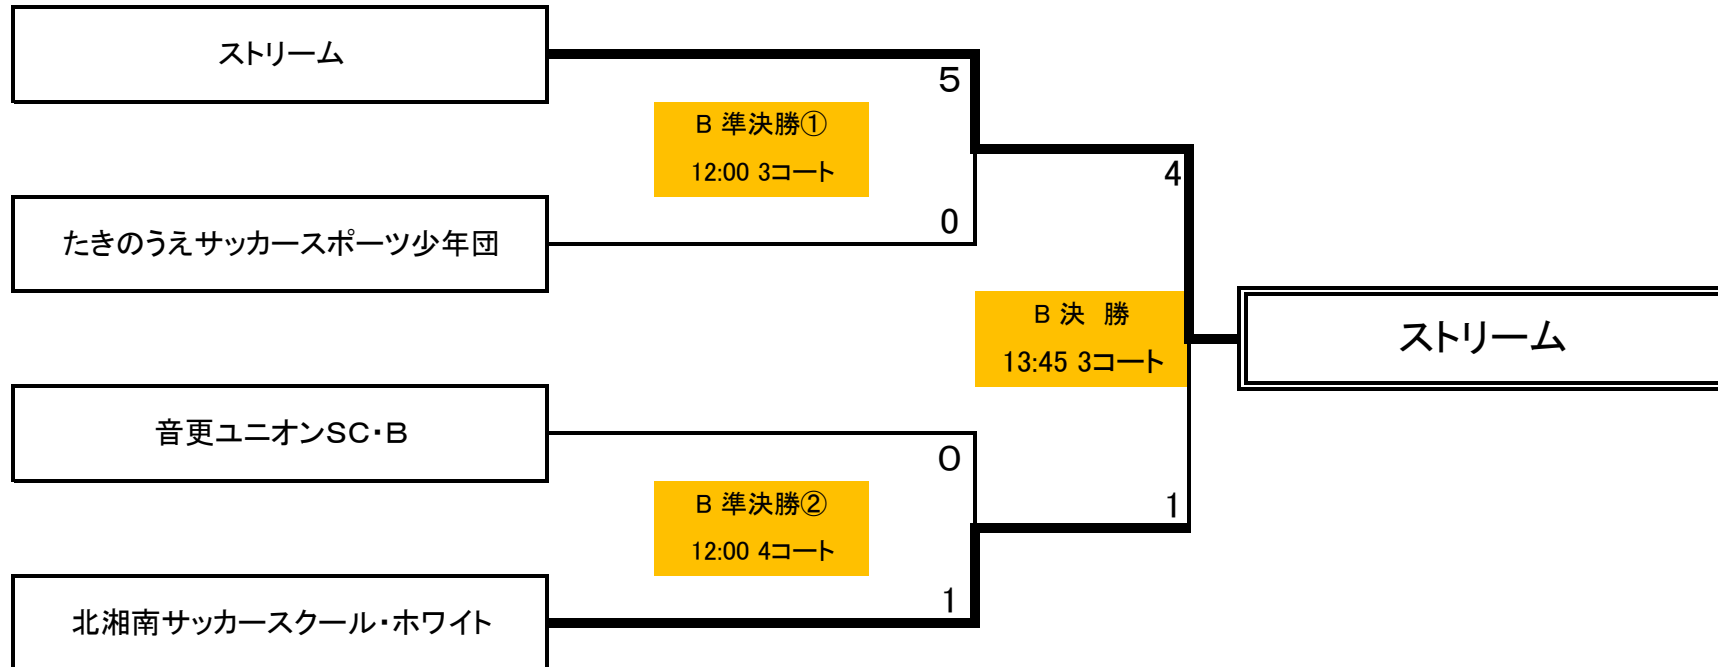 ストリーム
5
B 準決勝①
12:00 3コート
0
たきのうえサッカースポーツ少年団
4
B 決　勝
13:45 3コート
ストリーム
音更ユニオンSC・B
0
B 準決勝②
12:00 4コート
1
1
北湘南サッカースクール・ホワイト